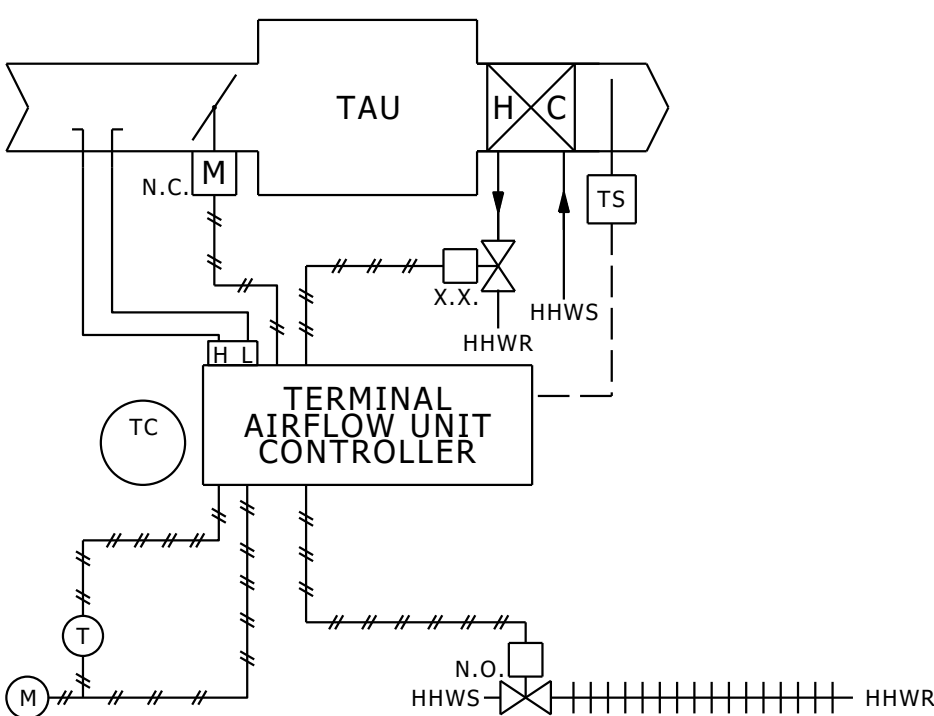 TAU
H C
M
N.C.
TS
X.X.
HHWS
HHWR
H L
TERMINAL
AIRFLOW UNIT
CONTROLLER
TC
T
N.O.
M
HHWS
HHWR